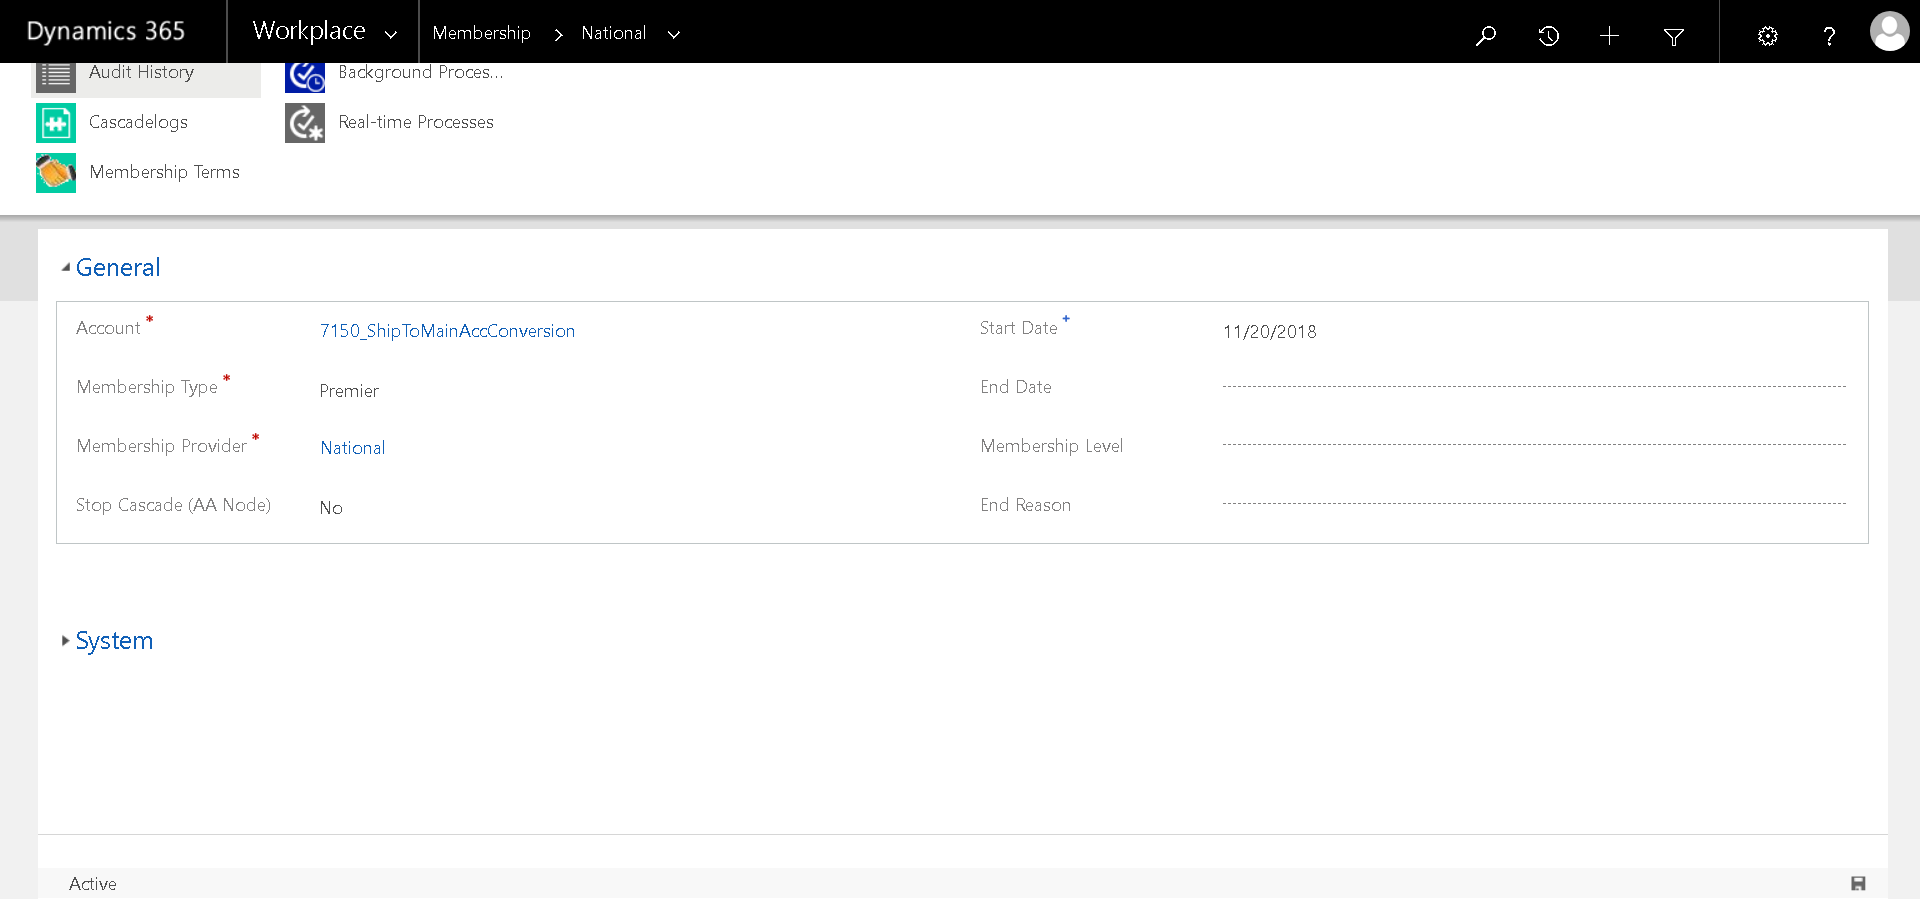 Dynamics 365 Workplace Membership National
Audit History Background Proces...
Cascadelogs Real-time Processes
Membership Terms
General
Account * 7150_ShipToMainAccConversion Start Date + 11/20/2018
Membership Type * Premier End Date
Membership Provider * National Membership Level
Stop Cascade (AA Node) No End Reason
System
Active